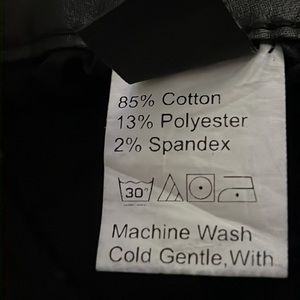 85% Cotton
13% Polyester
2% Spandex
30°
Machine Wash
Cold Gentle,With